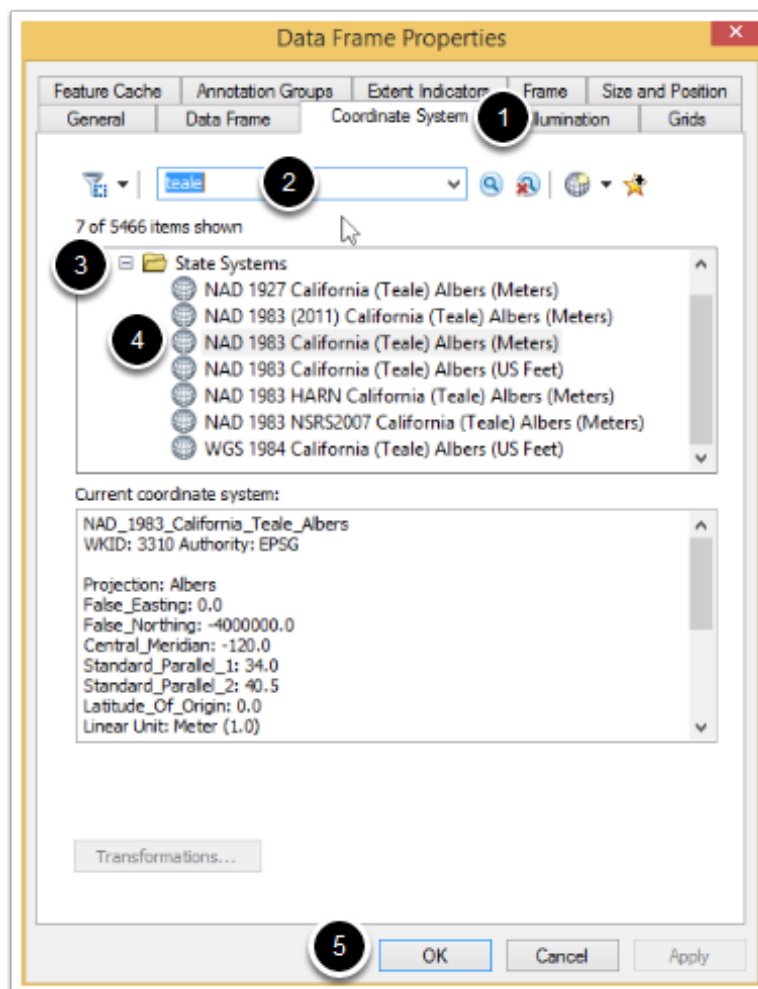 Data Frame Properties
Feature Cache Annotation Groups Extent Indicators Frame Size and Position
General Data Frame Coordinate System 1 Illumination Grids
teale 2
7 of 5466 items shown
3 State Systems
NAD 1927 California (Teale) Albers (Meters)
NAD 1983 (2011) California (Teale) Albers (Meters)
4 NAD 1983 California (Teale) Albers (Meters)
NAD 1983 California (Teale) Albers (US Feet)
NAD 1983 HARN California (Teale) Albers (Meters)
NAD 1983 NSRS2007 California (Teale) Albers (Meters)
WGS 1984 California (Teale) Albers (US Feet)
Current coordinate system:
NAD_1983_California_Teale_Albers
WKID: 3310 Authority: EPSG
Projection: Albers
False_Easting: 0.0
False_Northing: -4000000.0
Central_Meridian: -120.0
Standard_Parallel_1: 34.0
Standard_Parallel_2: 40.5
Latitude_Of_Origin: 0.0
Linear Unit: Meter (1.0)
Transformations...
5 OK Cancel Apply